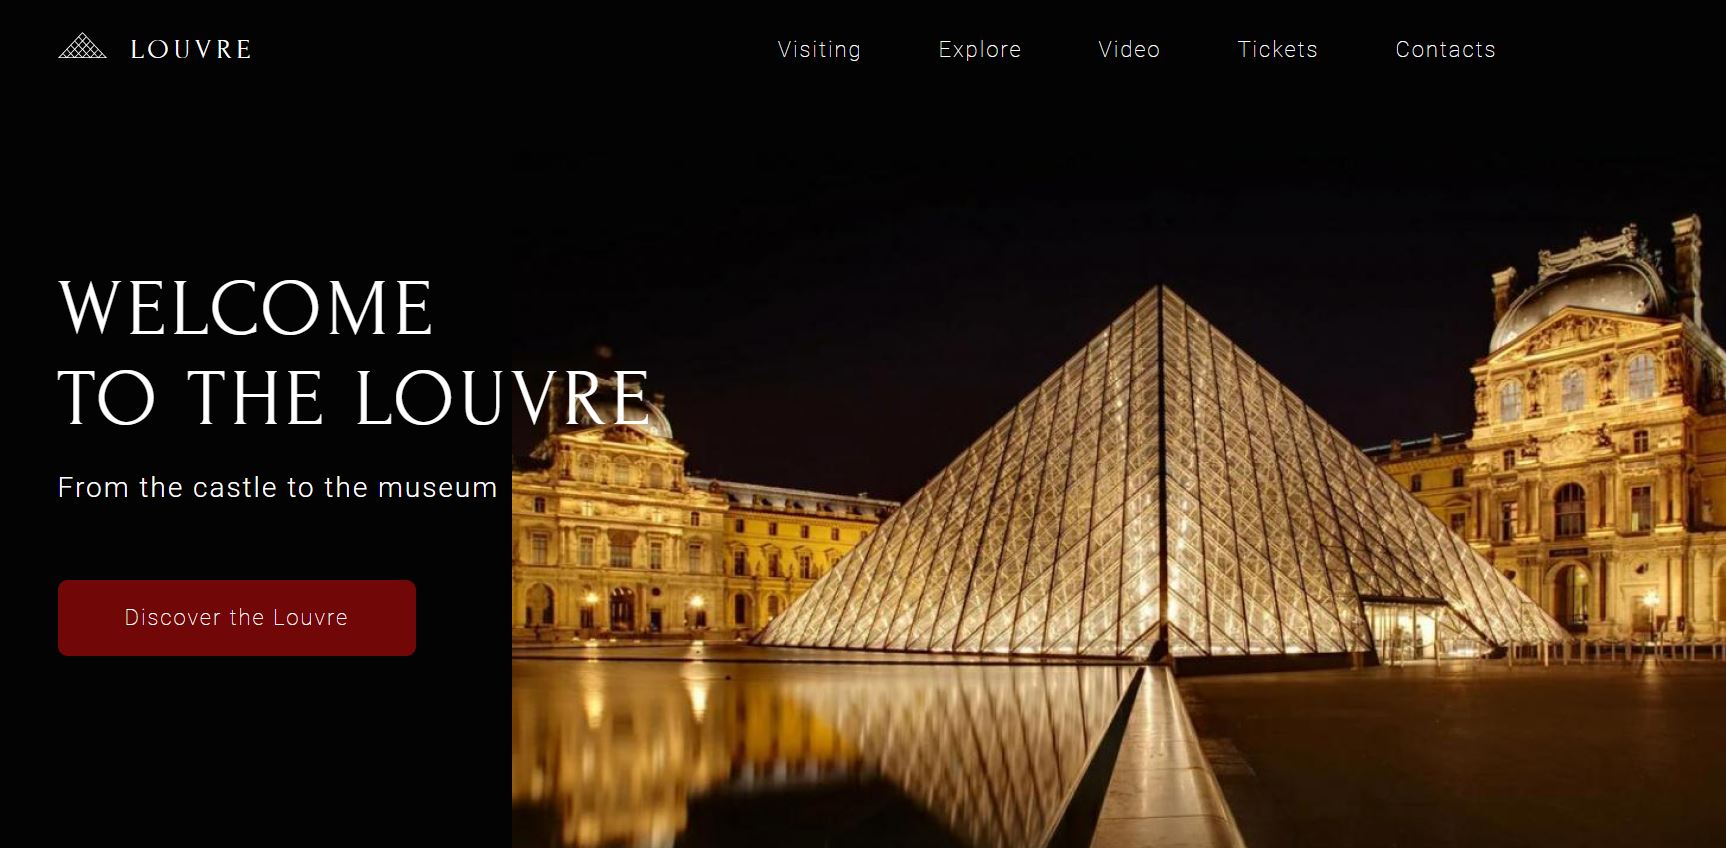 LOUVRE
Visiting
Explore
Video
Tickets
Contacts
WELCOME
TO THE LOUVRE
From the castle to the museum
Discover the Louvre